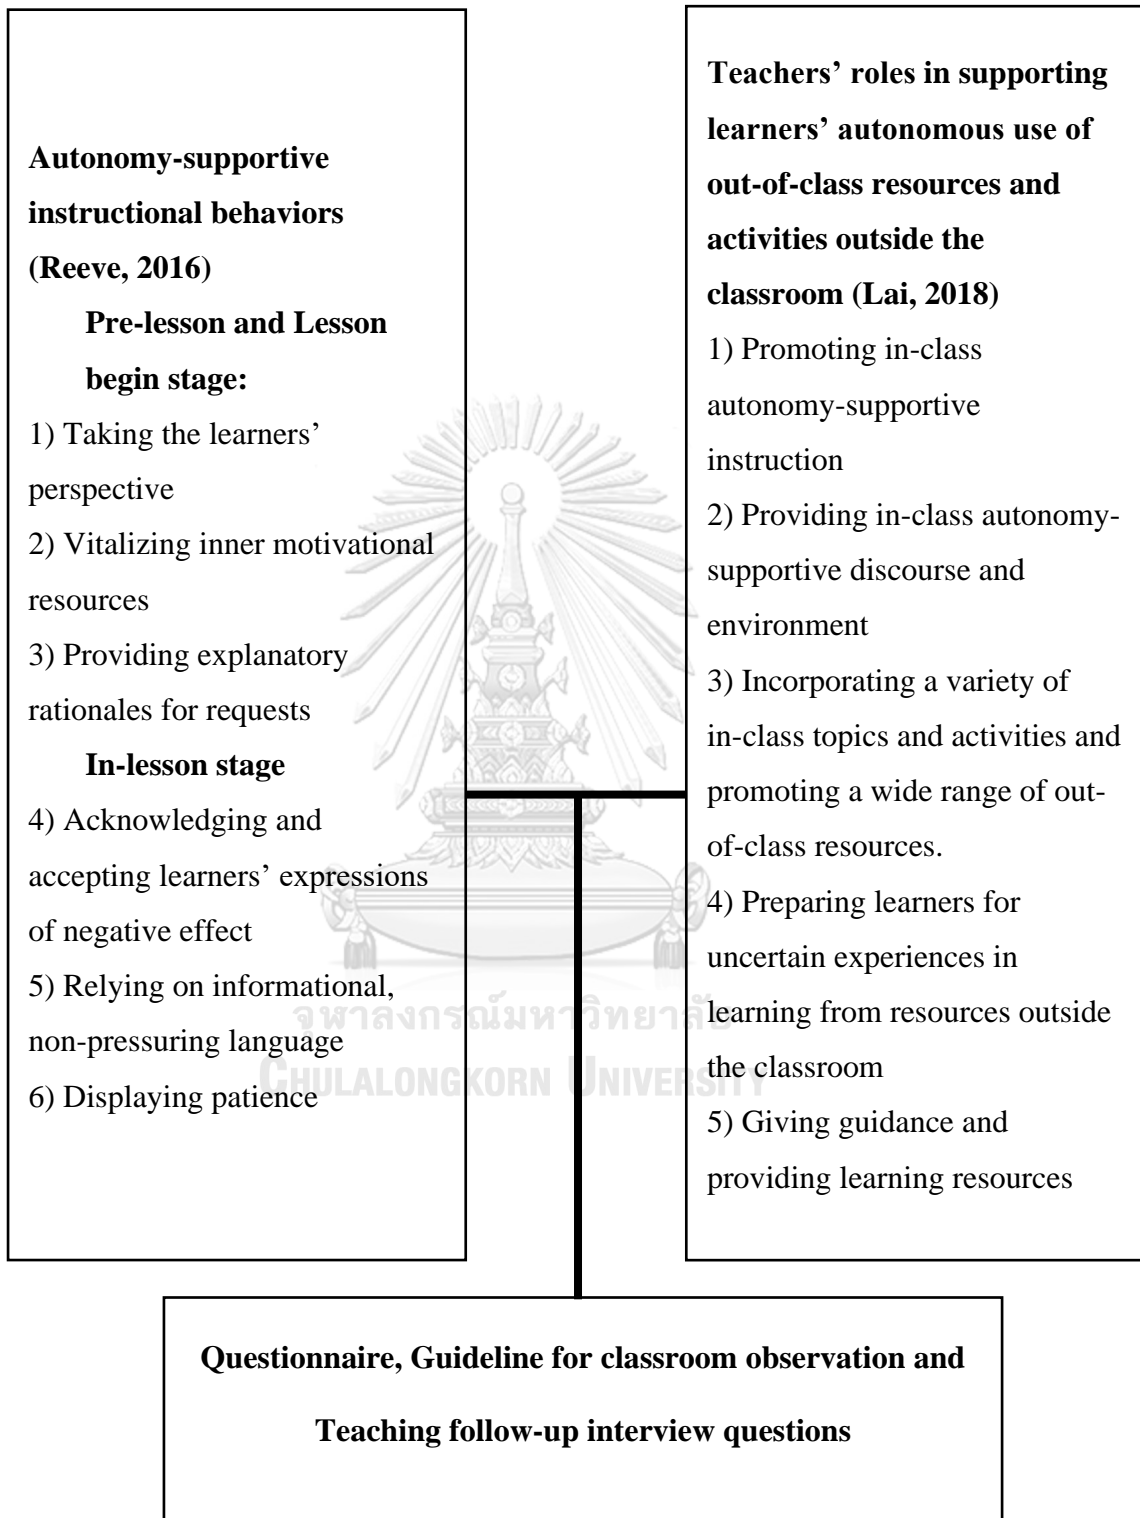 Autonomy-supportive
instructional behaviors
(Reeve, 2016)
Pre-lesson and Lesson
begin stage:
1) Taking the learners’
perspective
2) Vitalizing inner motivational
resources
3) Providing explanatory
rationales for requests
In-lesson stage
4) Acknowledging and
accepting learners’ expressions
of negative effect
5) Relying on informational,
non-pressuring language
6) Displaying patience
Teachers’ roles in supporting
learners’ autonomous use of
out-of-class resources and
activities outside the
classroom (Lai, 2018)
1) Promoting in-class
autonomy-supportive
instruction
2) Providing in-class autonomy-
supportive discourse and
environment
3) Incorporating a variety of
in-class topics and activities and
promoting a wide range of out-
of-class resources.
4) Preparing learners for
uncertain experiences in
learning from resources outside
the classroom
5) Giving guidance and
providing learning resources
จุฬาลงกรณ์มหาวิทยาลัย
CHULALONGKORN UNIVERSITY
Questionnaire, Guideline for classroom observation and
Teaching follow-up interview questions